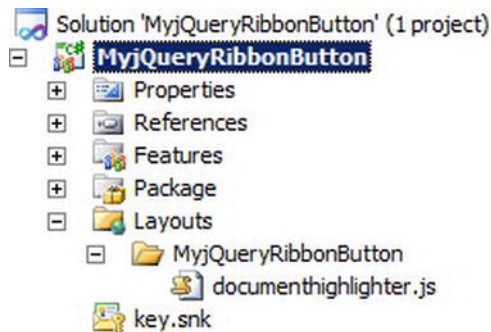 Solution 'MyjQueryRibbonButton' (1 project)
MyjQueryRibbonButton
Properties
References
Features
Package
Layouts
MyjQueryRibbonButton
documenthighlighter.js
key.snk